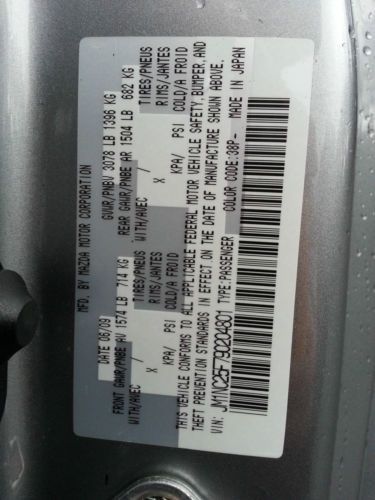 MFD. BY MAZDA MOTOR CORPORATION
DATE 06/09 GVWR/PNBV 3078 LB 1396 KG
FRONT GAWR/PNBE AV 1574 LB 714 KG REAR GAWR/PNBE AR 1504 LB 682 KG
WITH/AVEC TIRES/PNEUS WITH/AVEC TIRES/PNEUS
X RIMS/JANTES X RIMS/JANTES
KPA/ PSI COLD/A FROID KPA/ PSI COLD/A FROID
THIS VEHICLE CONFORMS TO ALL APPLICABLE FEDERAL MOTOR VEHICLE SAFETY, BUMPER, AND
THEFT PREVENTION STANDARDS IN EFFECT ON THE DATE OF MANUFACTURE SHOWN ABOVE.
VIN: JM1NC25F790204801 TYPE:PASSENGER COLOR CODE:38P- MADE IN JAPAN